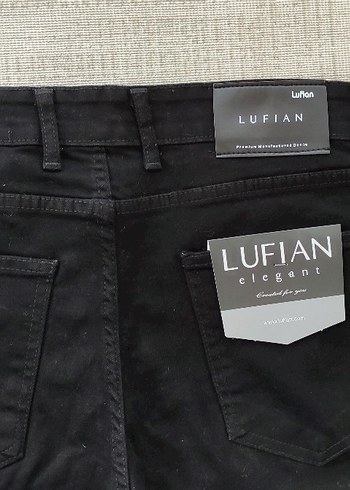 Lufian
LUFIAN
Premium Manufactured Denim
LUFIAN
elegant
Created for you
www.lufian.com